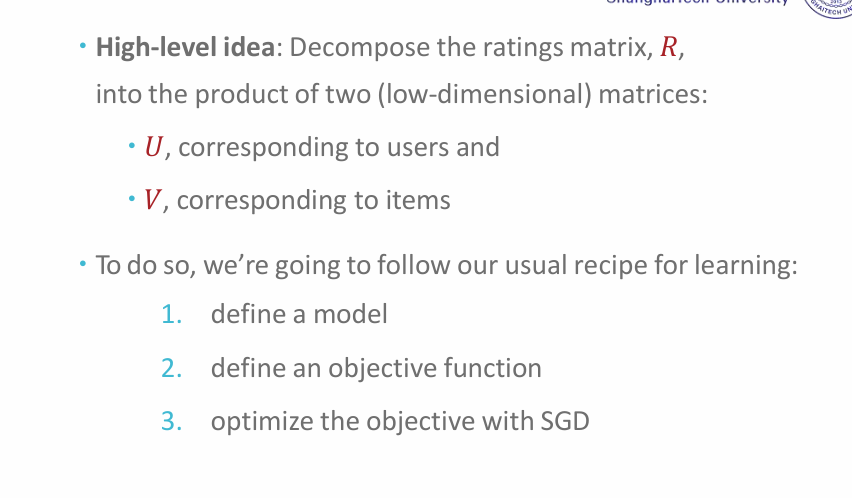 ShanghaiTech University
• High-level idea: Decompose the ratings matrix, R,
into the product of two (low-dimensional) matrices:
• U, corresponding to users and
• V, corresponding to items
• To do so, we’re going to follow our usual recipe for learning:
1. define a model
2. define an objective function
3. optimize the objective with SGD